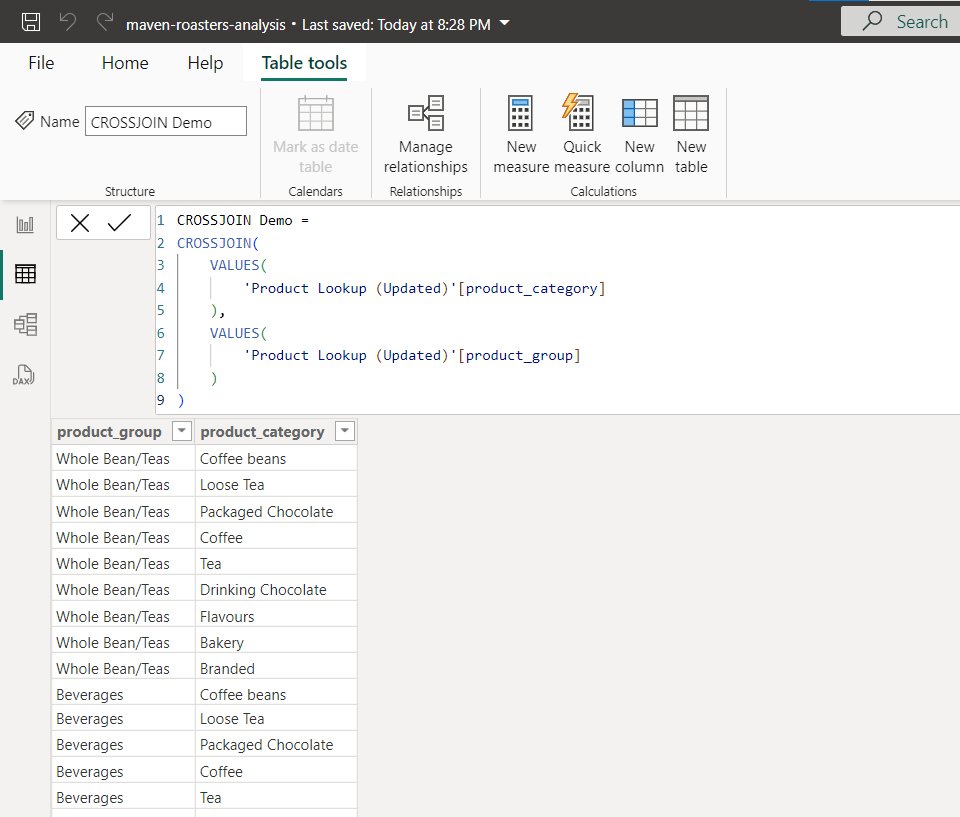 maven-roasters-analysis • Last saved: Today at 8:28 PM
Search
File Home Help Table tools
Name CROSSJOIN Demo
Structure
Mark as date
table
Calendars
Manage
relationships
Relationships
New
measure
Quick
measure
New
column
New
table
Calculations
1 CROSSJOIN Demo =
2 CROSSJOIN(
3 VALUES(
4 'Product Lookup (Updated)'[product_category]
5 ),
6 VALUES(
7 'Product Lookup (Updated)'[product_group]
8 )
9 )
DAX
product_group product_category
Whole Bean/Teas Coffee beans
Whole Bean/Teas Loose Tea
Whole Bean/Teas Packaged Chocolate
Whole Bean/Teas Coffee
Whole Bean/Teas Tea
Whole Bean/Teas Drinking Chocolate
Whole Bean/Teas Flavours
Whole Bean/Teas Bakery
Whole Bean/Teas Branded
Beverages Coffee beans
Beverages Loose Tea
Beverages Packaged Chocolate
Beverages Coffee
Beverages Tea